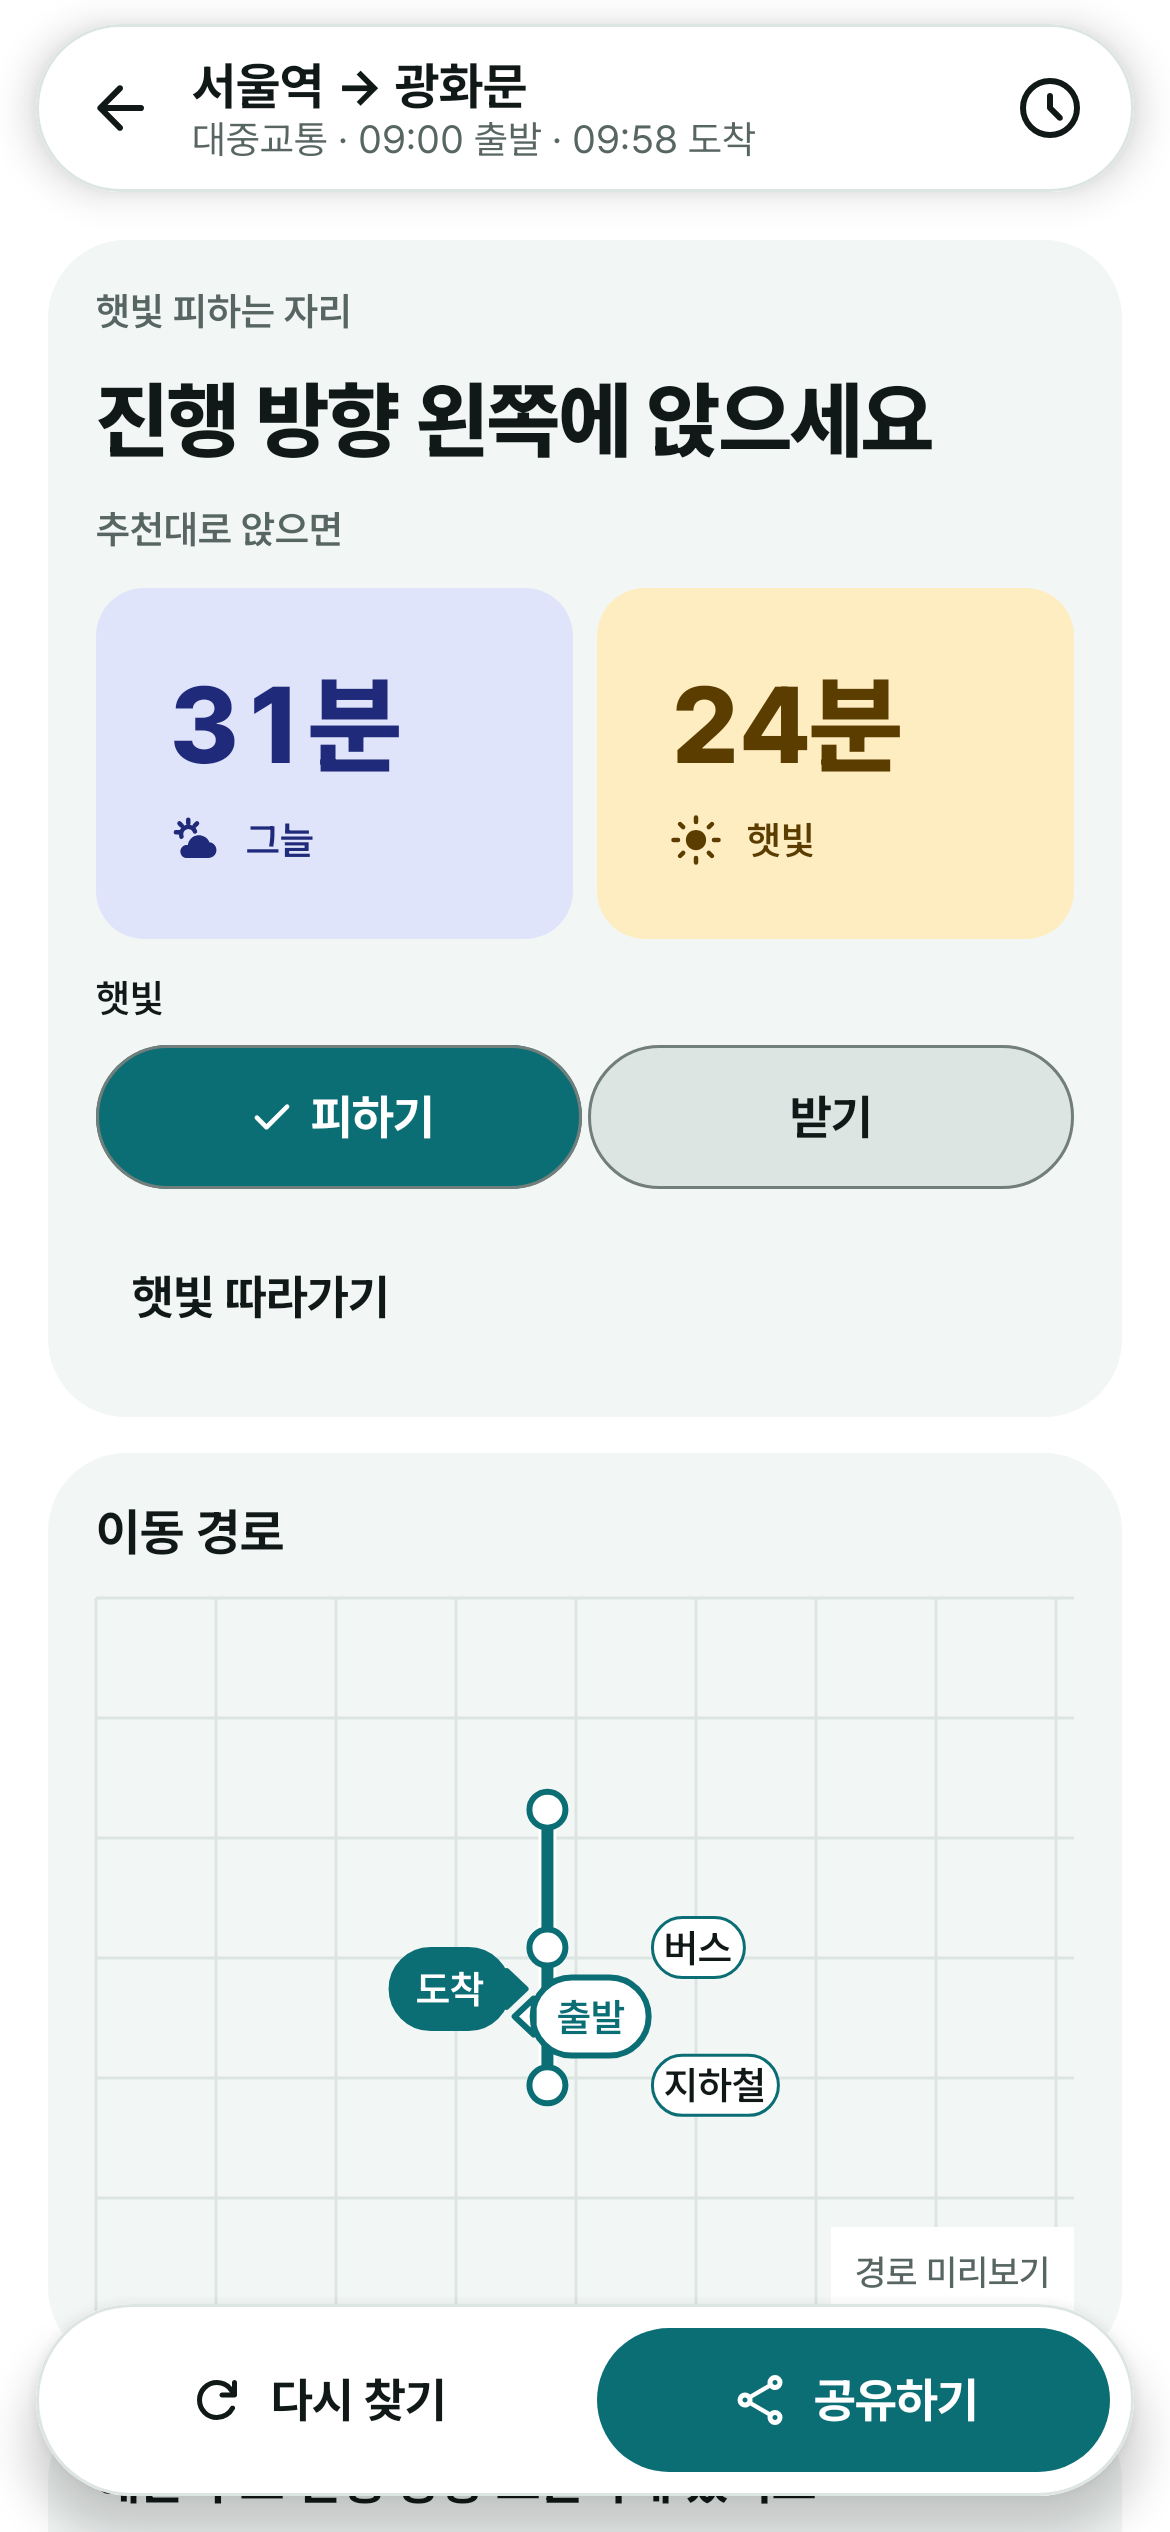 서울역 → 광화문
대중교통 · 09:00 출발 · 09:58 도착
햇빛 피하는 자리
진행 방향 왼쪽에 앉으세요
추천대로 앉으면
31분
그늘
24분
햇빛
햇빛
피하기
받기
햇빛 따라가기
이동 경로
버스
도착
출발
지하철
경로 미리보기
다시 찾기
공유하기